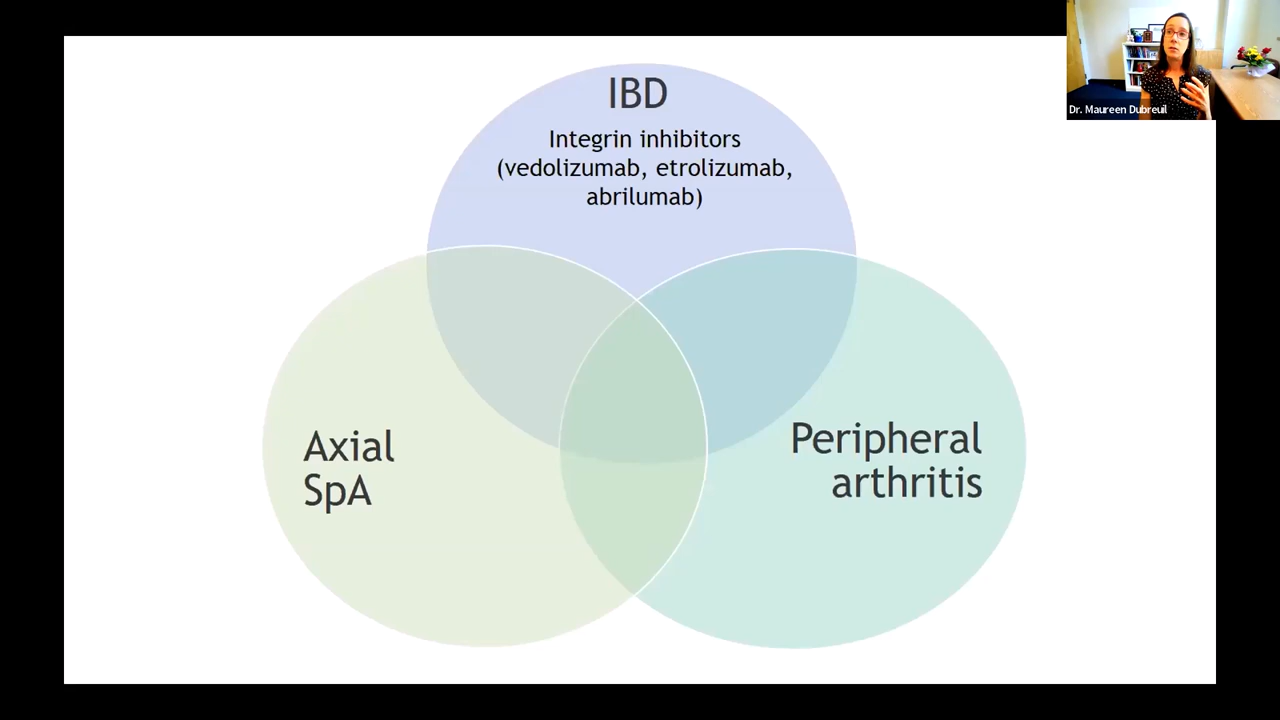 IBD
Integrin inhibitors
(vedolizumab, etrolizumab,
abrilumab)
Axial
SpA
Peripheral
arthritis
Dr. Maureen Dubreuil